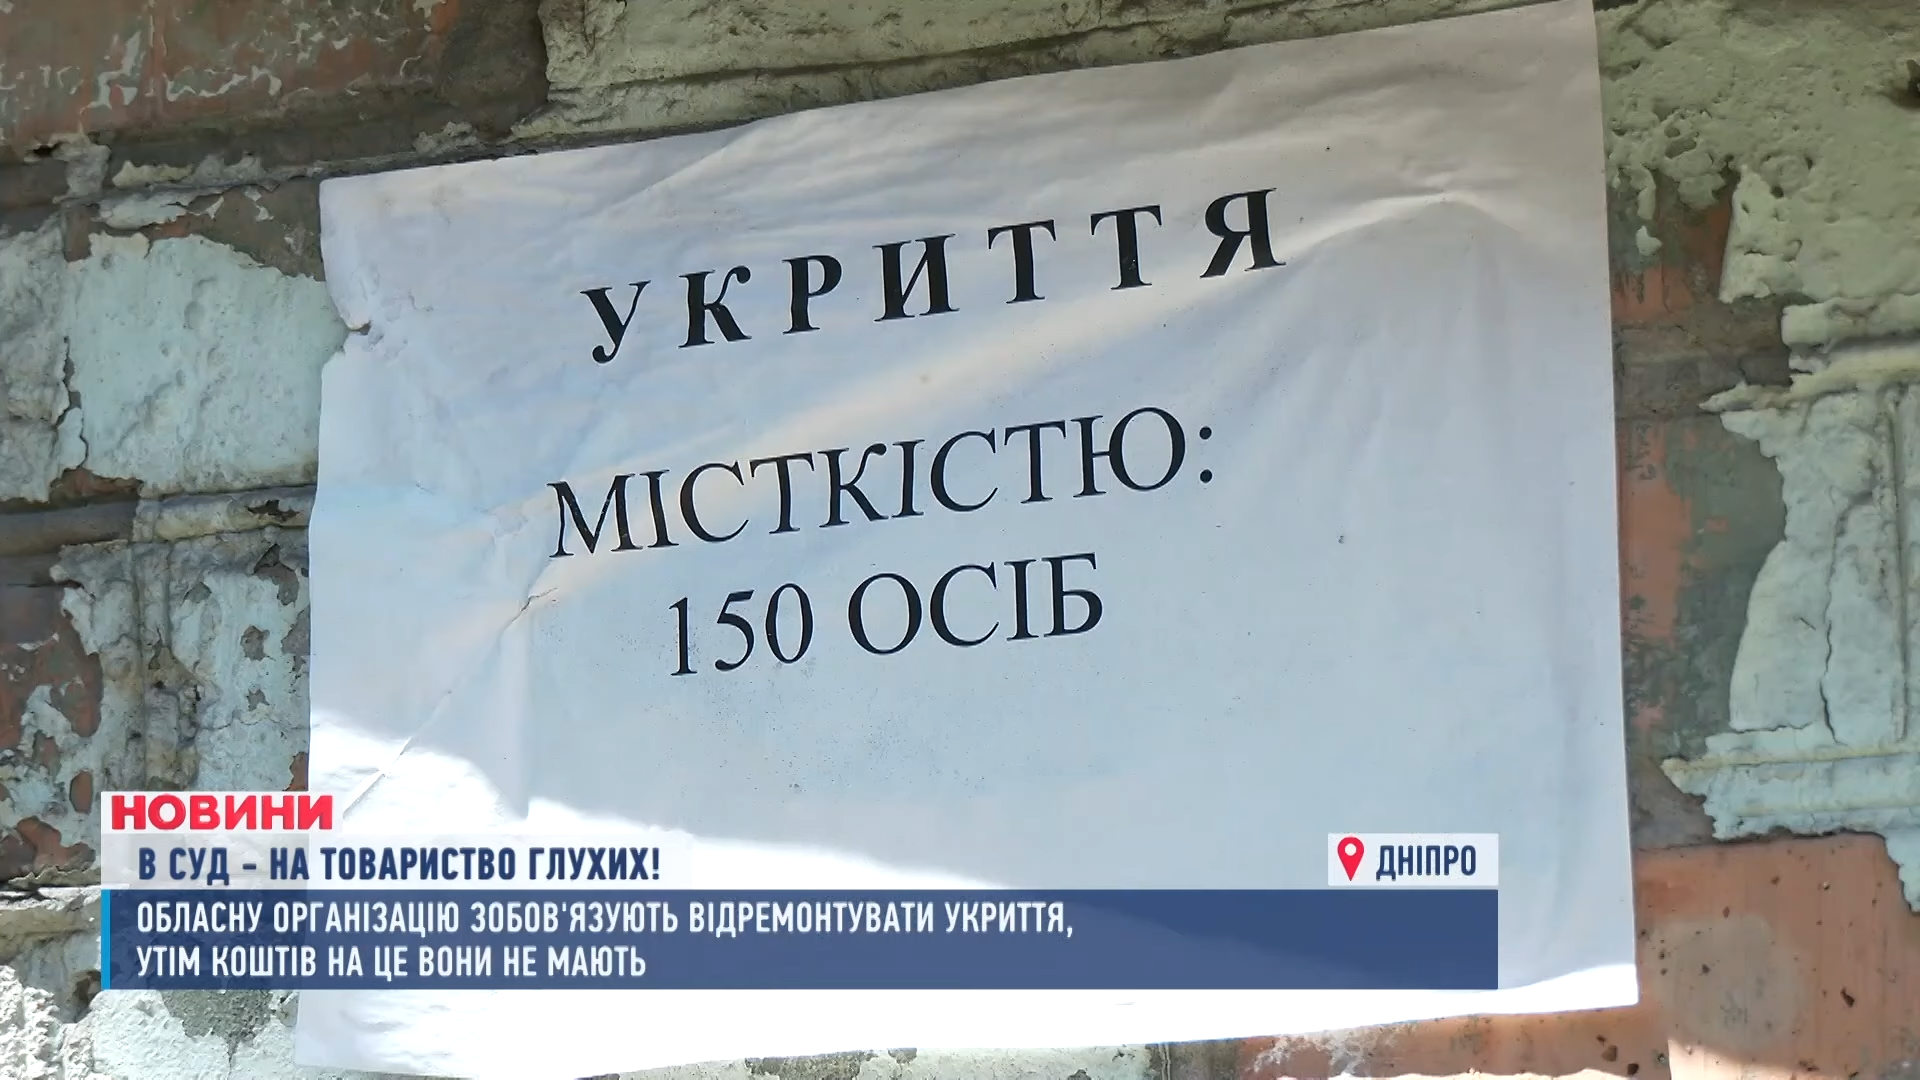 УКРИТТЯ
МІСТКІСТЮ:
150 ОСІБ
НОВИНИ
В СУД - НА ТОВАРИСТВО ГЛУХИХ!
ДНІПРО
ОБЛАСНУ ОРГАНІЗАЦІЮ ЗОБОВ'ЯЗУЮТЬ ВІДРЕМОНТУВАТИ УКРИТТЯ,
УТІМ КОШТІВ НА ЦЕ ВОНИ НЕ МАЮТЬ